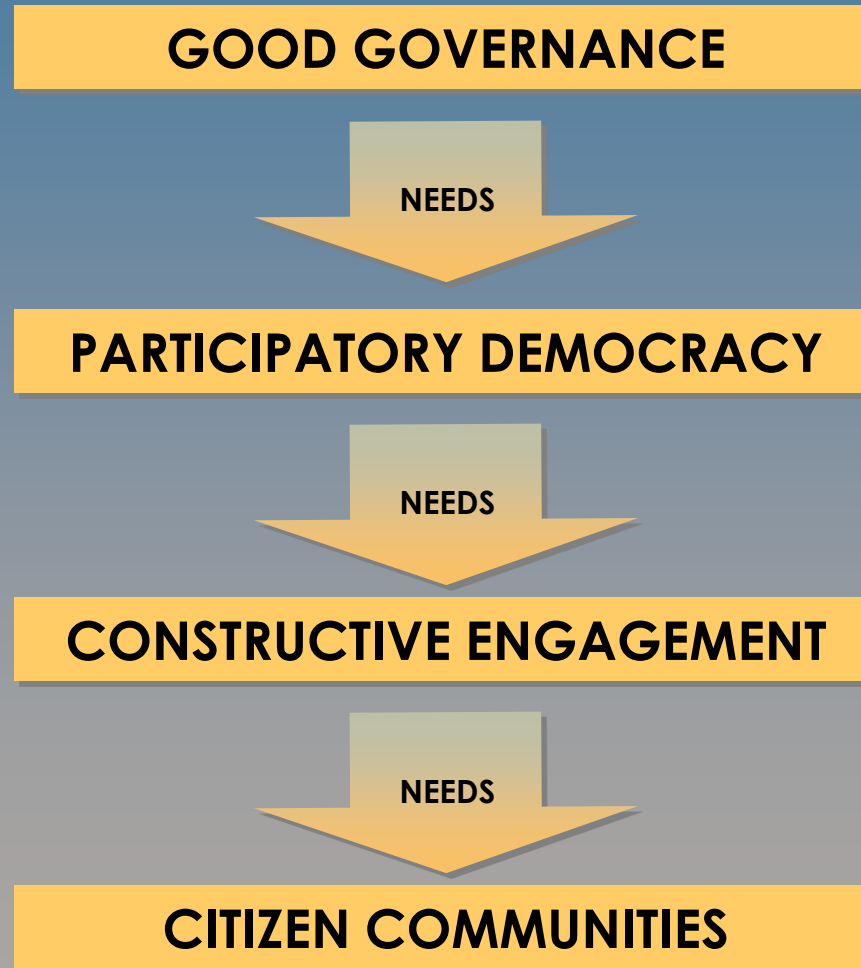 GOOD GOVERNANCE
NEEDS
PARTICIPATORY DEMOCRACY
NEEDS
CONSTRUCTIVE ENGAGEMENT
NEEDS
CITIZEN COMMUNITIES